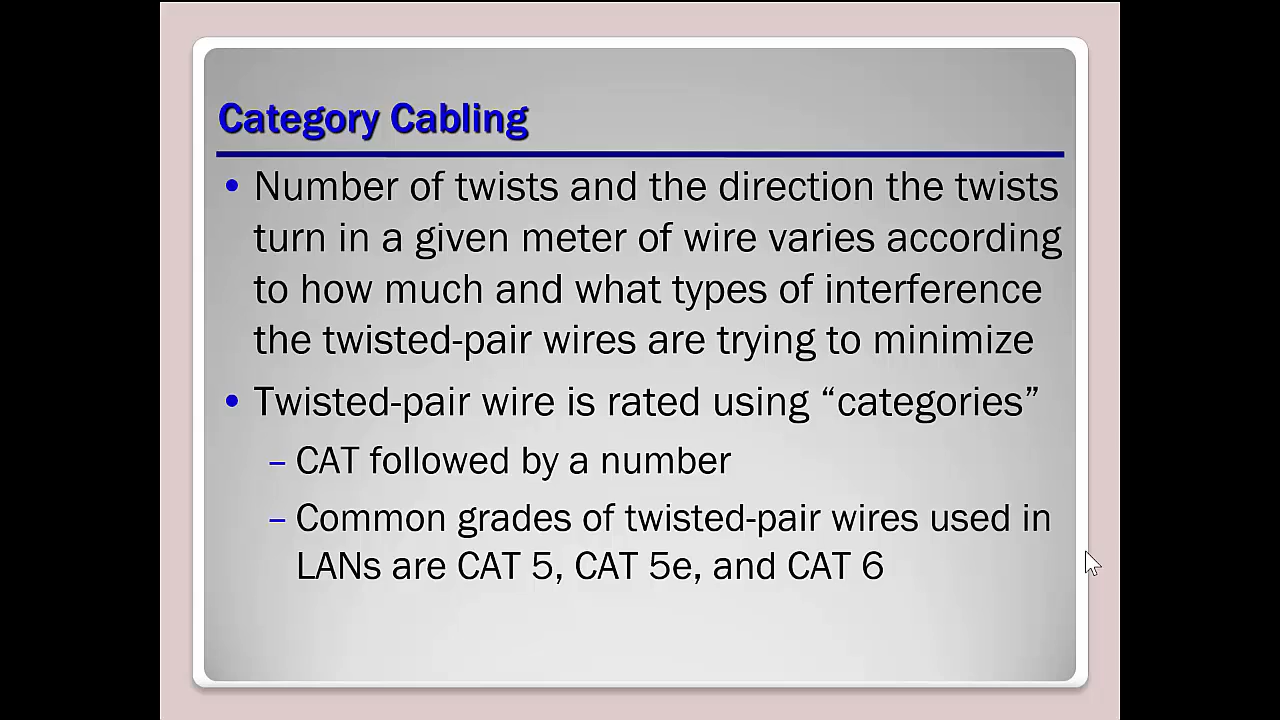 Category Cabling
• Number of twists and the direction the twists
turn in a given meter of wire varies according
to how much and what types of interference
the twisted-pair wires are trying to minimize
• Twisted-pair wire is rated using “categories”
– CAT followed by a number
– Common grades of twisted-pair wires used in
LANs are CAT 5, CAT 5e, and CAT 6